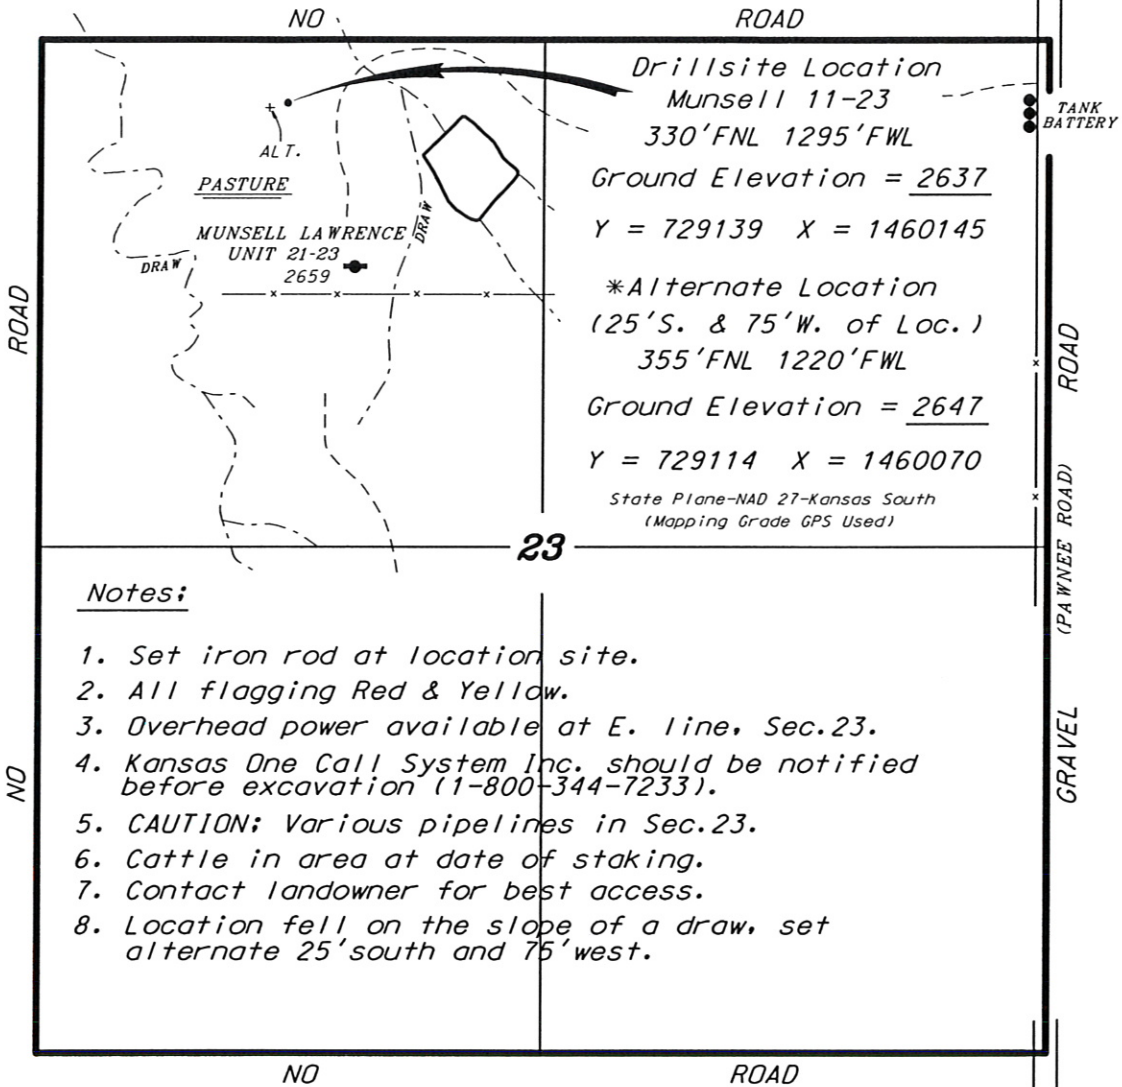 NO ROAD
Drillsite Location
Munsell 11-23
330'FNL 1295'FWL
Ground Elevation = 2637
Y = 729139 X = 1460145
*Alternate Location
(25'S. & 75'W. of Loc.)
355'FNL 1220'FWL
Ground Elevation = 2647
Y = 729114 X = 1460070
State Plane-NAD 27-Kansas South
(Mapping Grade GPS Used)
TANK
BATTERY
ALT.
PASTURE
MUNSELL LAWRENCE
UNIT 21-23
2659
DRAW
DRAW
NO ROAD
GRAVEL ROAD
(PAWNEE ROAD)
23
Notes:
1. Set iron rod at location site.
2. All flagging Red & Yellow.
3. Overhead power available at E. line, Sec.23.
4. Kansas One Call System Inc. should be notified
before excavation (1-800-344-7233).
5. CAUTION: Various pipelines in Sec.23.
6. Cattle in area at date of staking.
7. Contact landowner for best access.
8. Location fell on the slope of a draw, set
alternate 25'south and 75'west.
NO ROAD